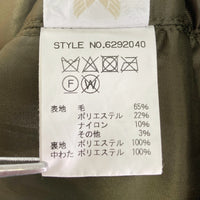 STYLE NO.6292040
F W
表地 毛 65%
ポリエステル 22%
ナイロン 10%
その他 3%
裏地 ポリエステル 100%
中わた ポリエステル 100%